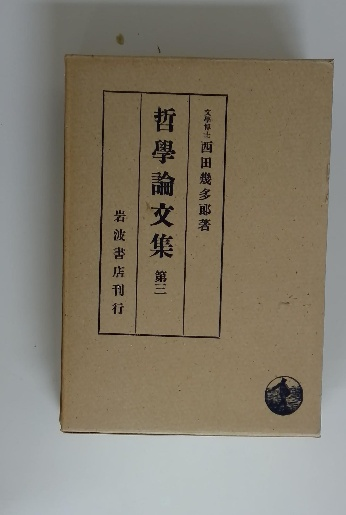 文學博士 西田幾多郎著
哲學論文集 第三
岩波書店刊行